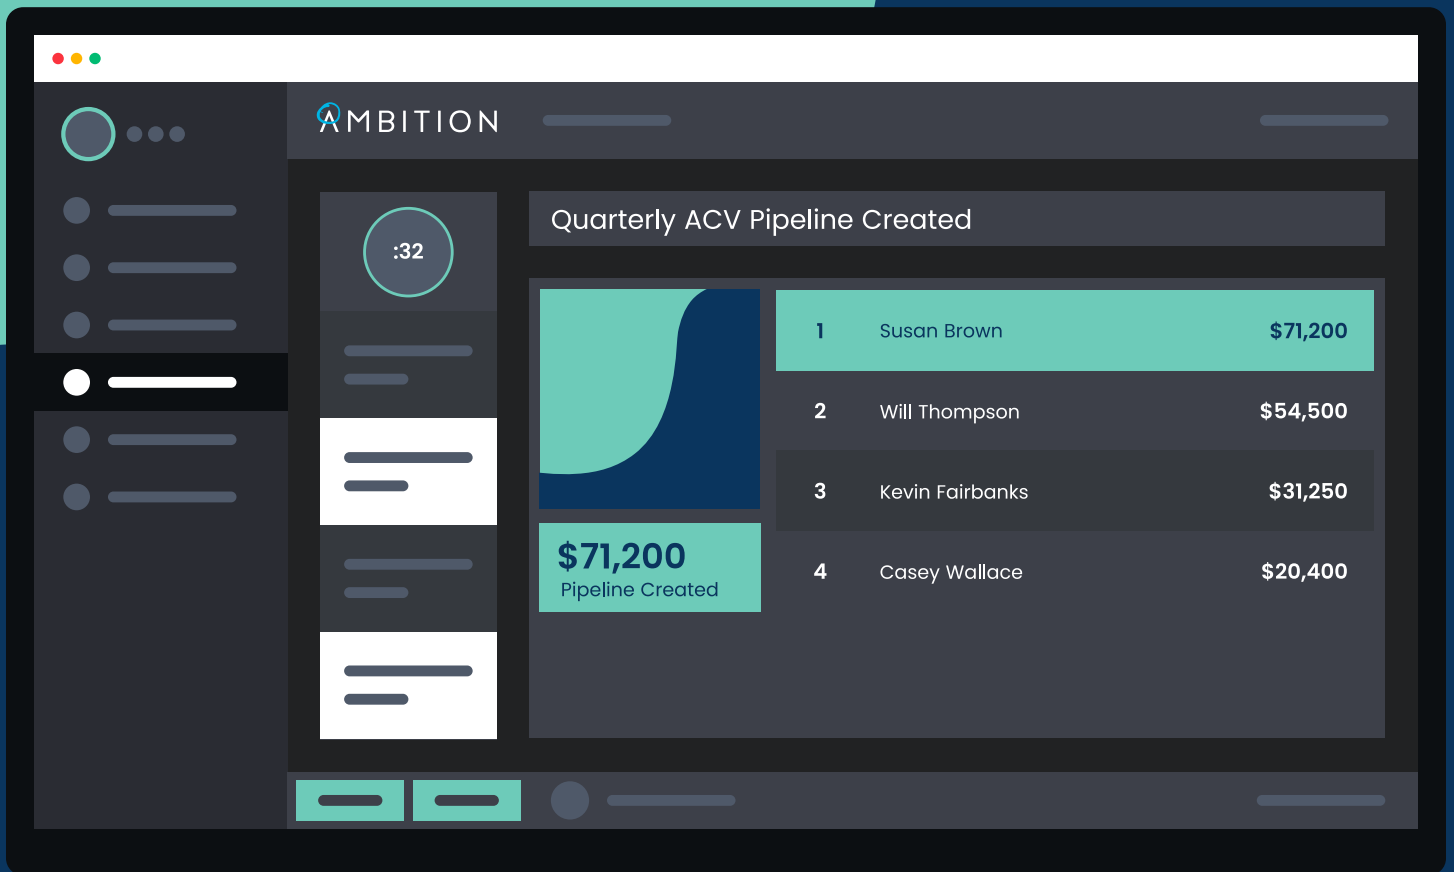 AMBITION
:32
Quarterly ACV Pipeline Created
$71,200
Pipeline Created
1 Susan Brown $71,200
2 Will Thompson $54,500
3 Kevin Fairbanks $31,250
4 Casey Wallace $20,400